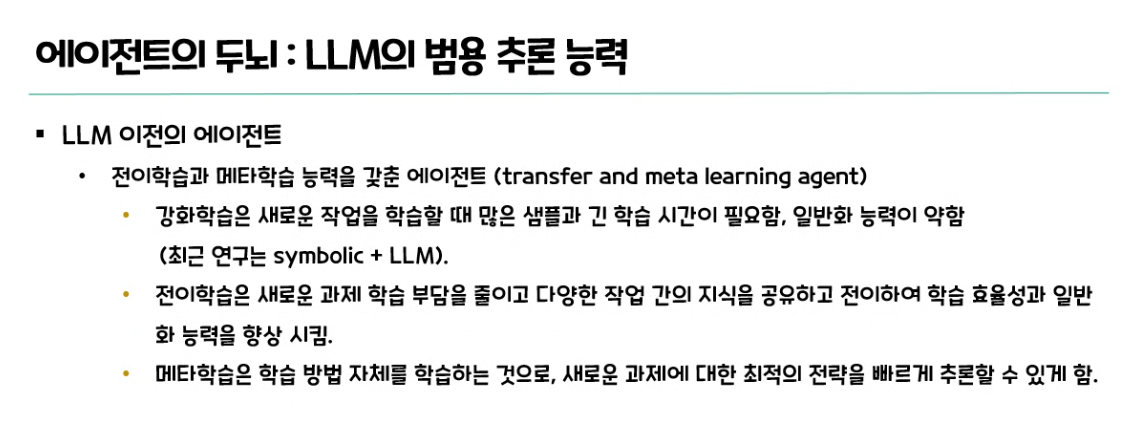 에이전트의 두뇌 : LLM의 범용 추론 능력
▪ LLM 이전의 에이전트
• 전이학습과 메타학습 능력을 갖춘 에이전트 (transfer and meta learning agent)
• 강화학습은 새로운 작업을 학습할 때 많은 샘플과 긴 학습 시간이 필요함, 일반화 능력이 약함
(최근 연구는 symbolic + LLM).
• 전이학습은 새로운 과제 학습 부담을 줄이고 다양한 작업 간의 지식을 공유하고 전이하여 학습 효율성과 일반
화 능력을 향상 시킴.
• 메타학습은 학습 방법 자체를 학습하는 것으로, 새로운 과제에 대한 최적의 전략을 빠르게 추론할 수 있게 함.